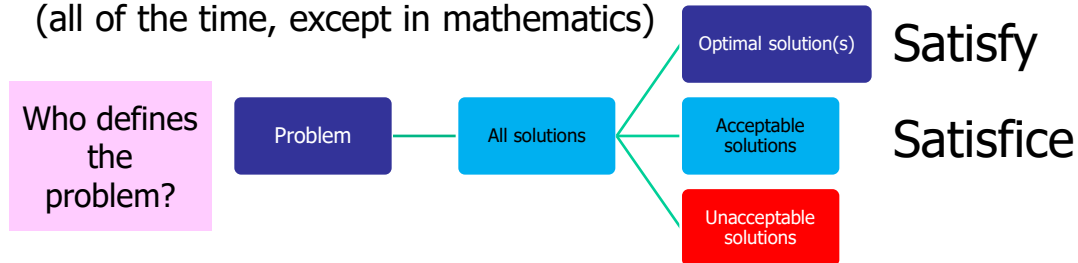 (all of the time, except in mathematics)
Optimal solution(s)
Satisfy
Who defines
the
problem?
Problem
All solutions
Acceptable
solutions
Satisfice
Unacceptable
solutions